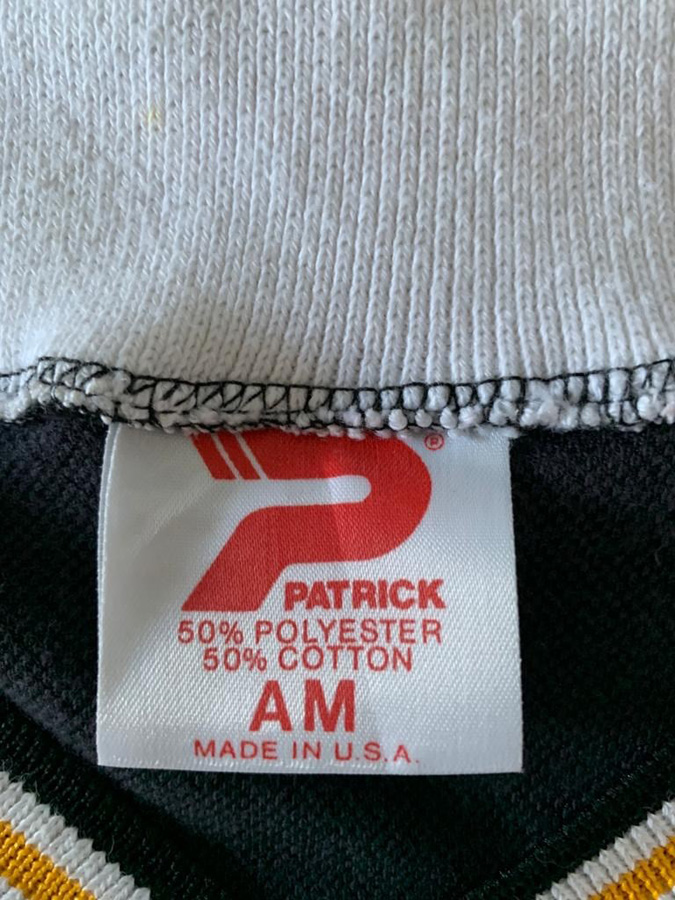 ®
PATRICK
50% POLYESTER
50% COTTON
AM
MADE IN U.S.A.